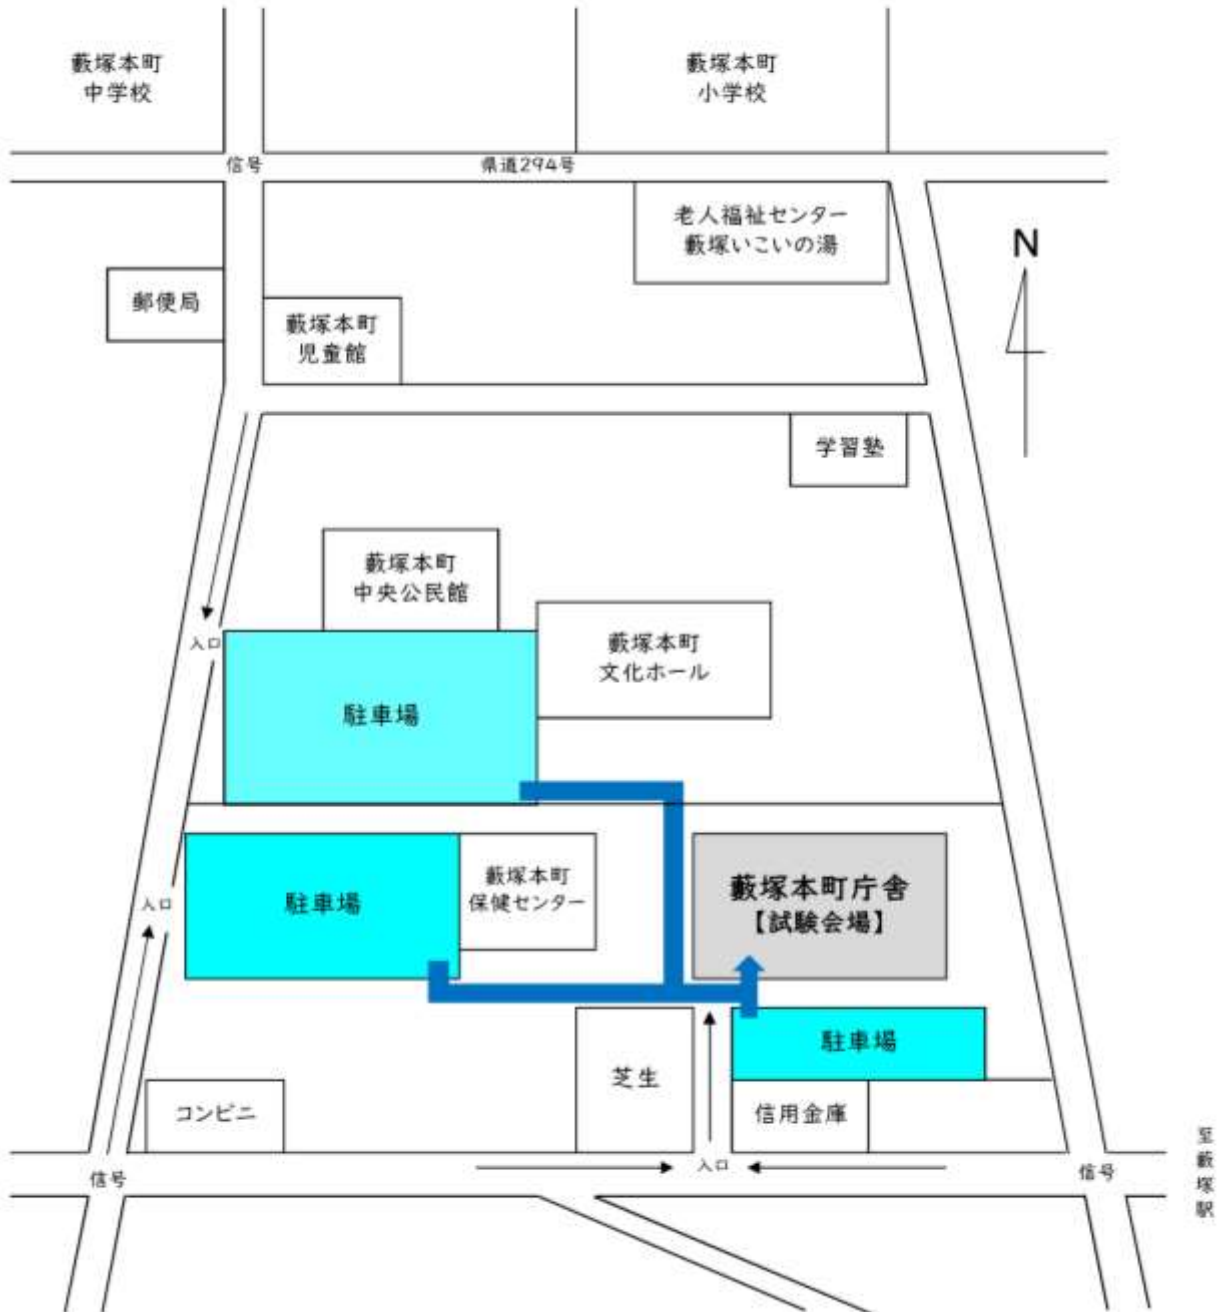 藪塚本町
中学校
藪塚本町
小学校
信号
県道294号
老人福祉センター
藪塚いこいの湯
N
郵便局
藪塚本町
児童館
学習塾
藪塚本町
中央公民館
入口
藪塚本町
文化ホール
駐車場
駐車場
藪塚本町
保健センター
藪塚本町庁舎
【試験会場】
入口
駐車場
芝生
コンビニ
信用金庫
入口
信号
信号
至藪塚駅